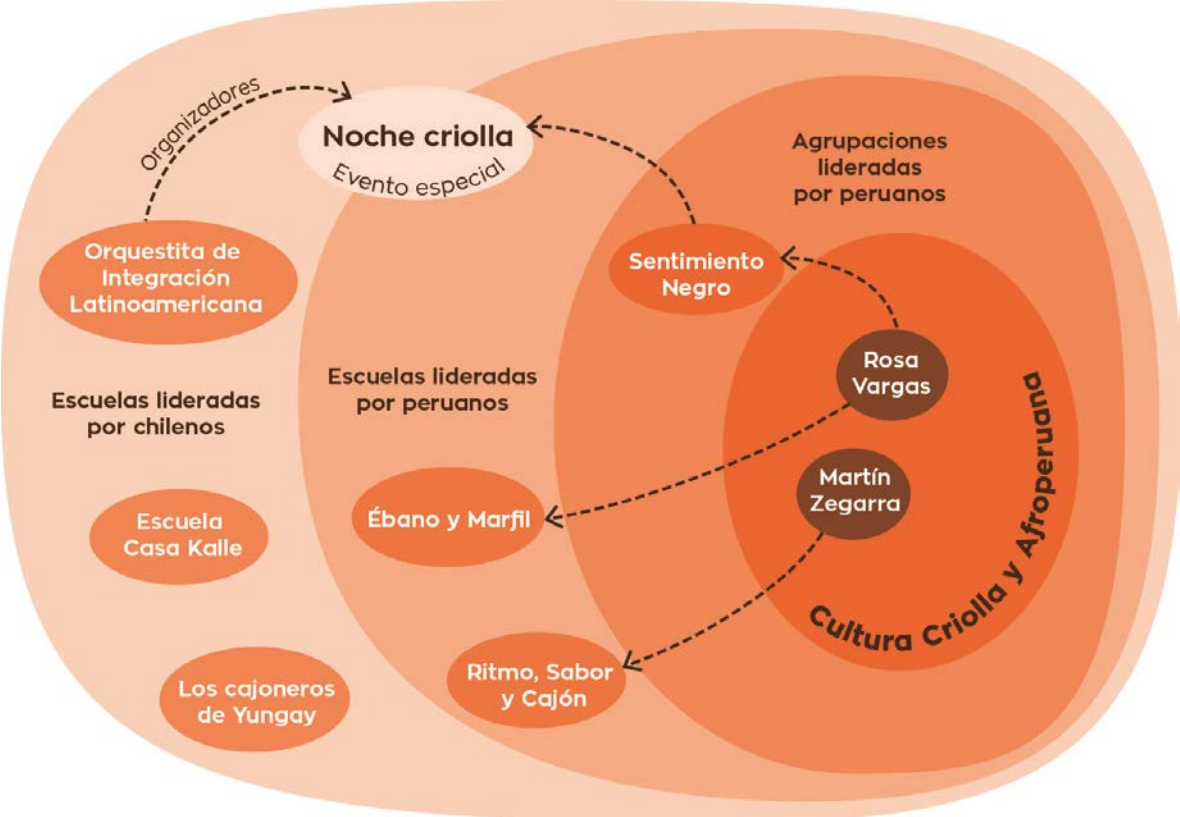 Organizadores
Noche criolla
Evento especial
Agrupaciones
lideradas
por peruanos
Orquestita de
Integración
Latinoamericana
Sentimiento
Negro
Rosa
Vargas
Escuelas lideradas
por chilenos
Escuelas lideradas
por peruanos
Martín
Zegarra
Cultura Criolla y Afroperuana
Escuela
Casa Kalle
Ébano y Marfil
Los cajoneros
de Yungay
Ritmo, Sabor
y Cajón